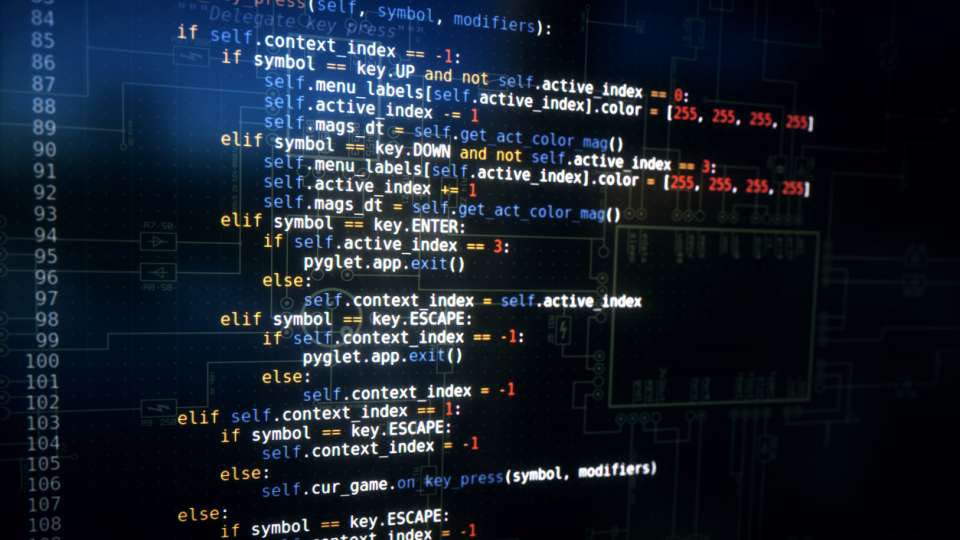 84 _key_press(self, symbol, modifiers):
85 """Delegate key press"""
86 if self.context_index == -1:
87 if symbol == key.UP and not self.active_index == 0:
88 self.menu_labels[self.active_index].color = [255, 255, 255, 255]
89 self.active_index -= 1
90 self.mags_dt = self.get_act_color_mag()
91 elif symbol == key.DOWN and not self.active_index == 3:
92 self.menu_labels[self.active_index].color = [255, 255, 255, 255]
93 self.active_index += 1
94 self.mags_dt = self.get_act_color_mag()
95 elif symbol == key.ENTER:
96 if self.active_index == 3:
97 pyglet.app.exit()
98 else:
99 self.context_index = self.active_index
100 elif symbol == key.ESCAPE:
101 if self.context_index == -1:
102 pyglet.app.exit()
103 else:
104 self.context_index = -1
105 elif self.context_index == 1:
106 if symbol == key.ESCAPE:
107 self.context_index = -1
108 else:
self.cur_game.on_key_press(symbol, modifiers)
else:
if symbol == key.ESCAPE:
self.context_index = -1